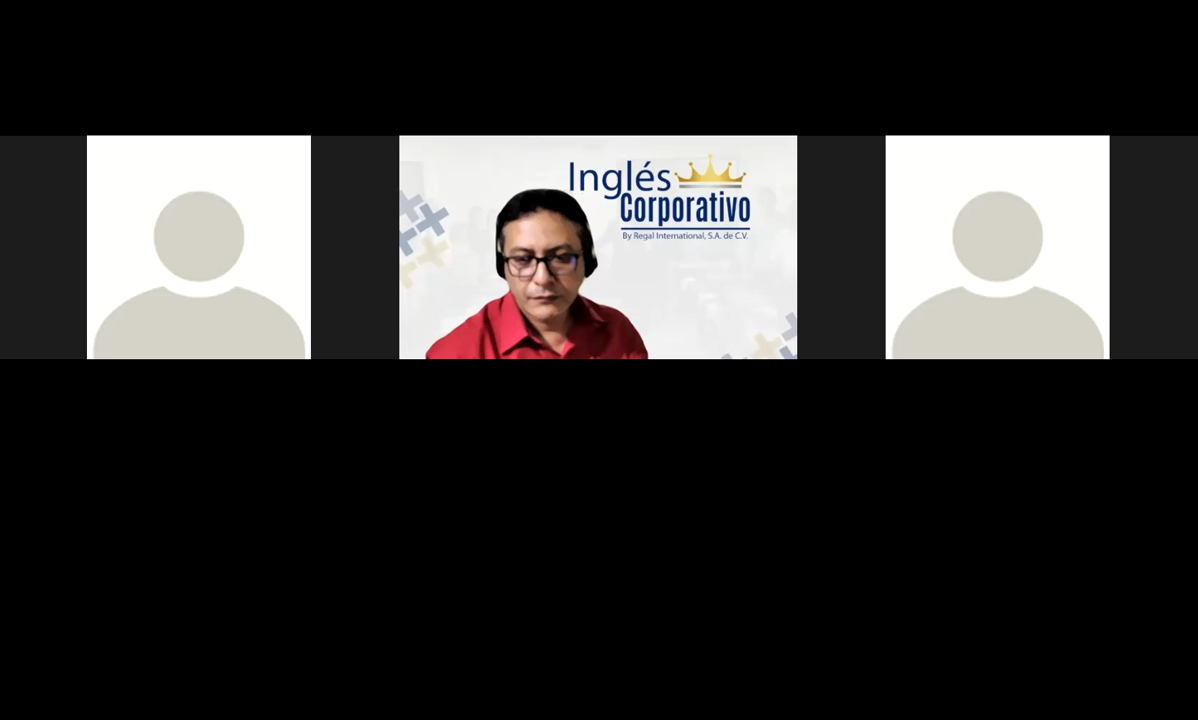 Inglés
Corporativo
By Regal International, S.A. de C.V.